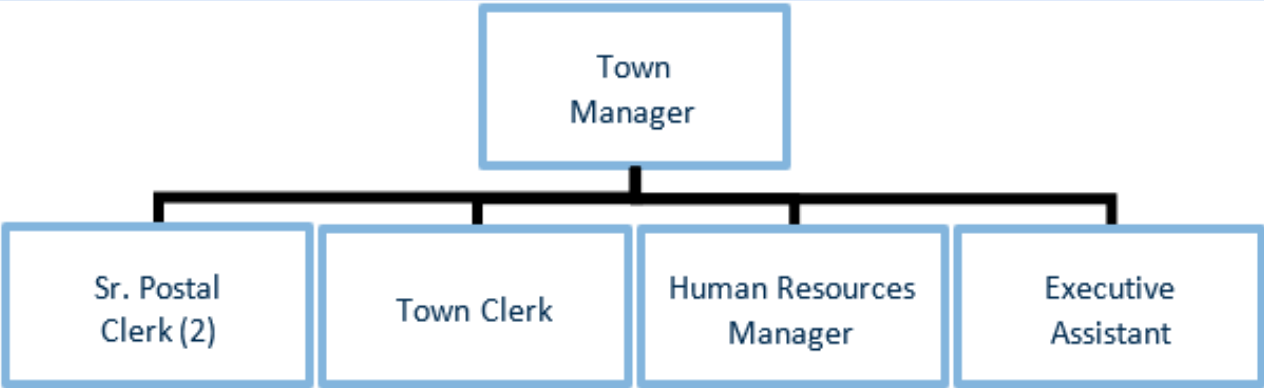 Town
Manager
Sr. Postal
Clerk (2)
Town Clerk
Human Resources
Manager
Executive
Assistant